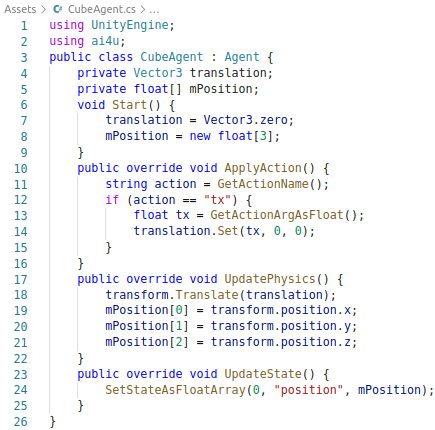 Assets > CubeAgent.cs > ...
1 using UnityEngine;
2 using ai4u;
3 public class CubeAgent : Agent {
4     private Vector3 translation;
5     private float[] mPosition;
6     void Start() {
7         translation = Vector3.zero;
8         mPosition = new float[3];
9     }
10     public override void ApplyAction() {
11         string action = GetActionName();
12         if (action == "tx") {
13             float tx = GetActionArgAsFloat();
14             translation.Set(tx, 0, 0);
15         }
16     }
17     public override void UpdatePhysics() {
18         transform.Translate(translation);
19         mPosition[0] = transform.position.x;
20         mPosition[1] = transform.position.y;
21         mPosition[2] = transform.position.z;
22     }
23     public override void UpdateState() {
24         SetStateAsFloatArray(0, "position", mPosition);
25     }
26 }